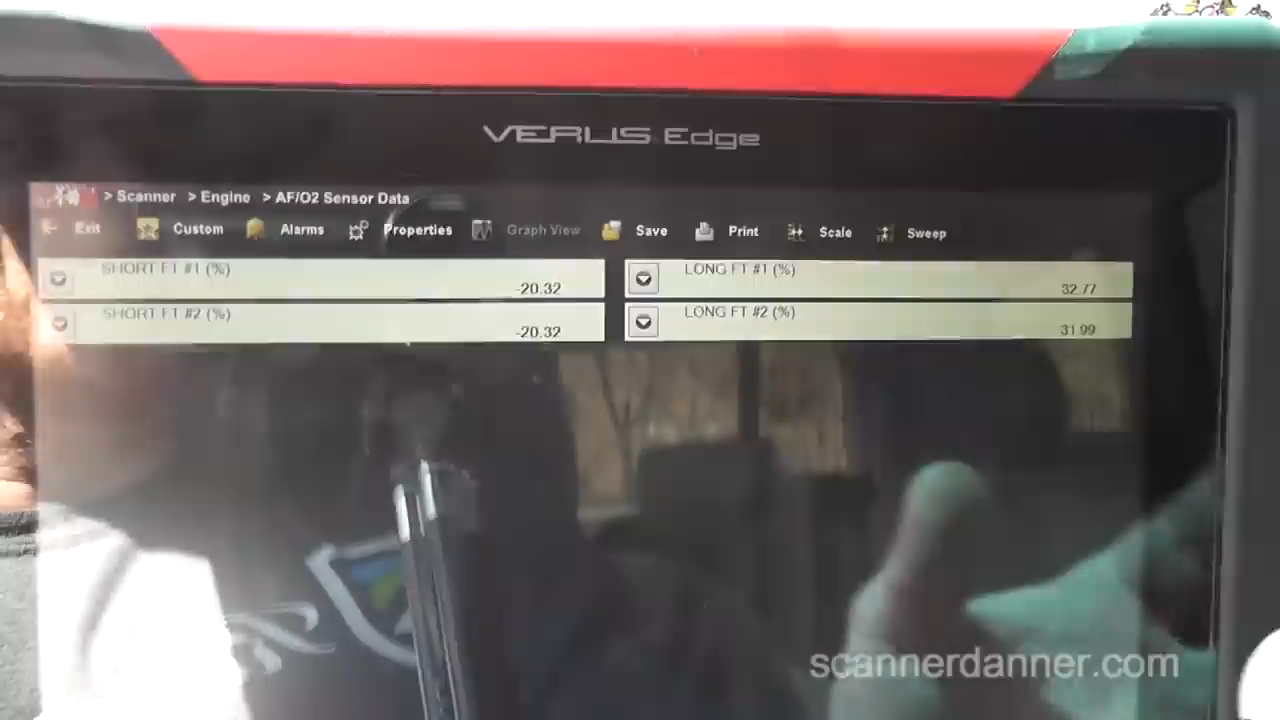 VERUS Edge
> Scanner > Engine > AF/O2 Sensor Data
Exit Custom Alarms Properties Graph View Save Print Scale Sweep
SHORT FT #1 (%) -20.32 LONG FT #1 (%) 32.77
SHORT FT #2 (%) -20.32 LONG FT #2 (%) 31.99
scannerdanner.com